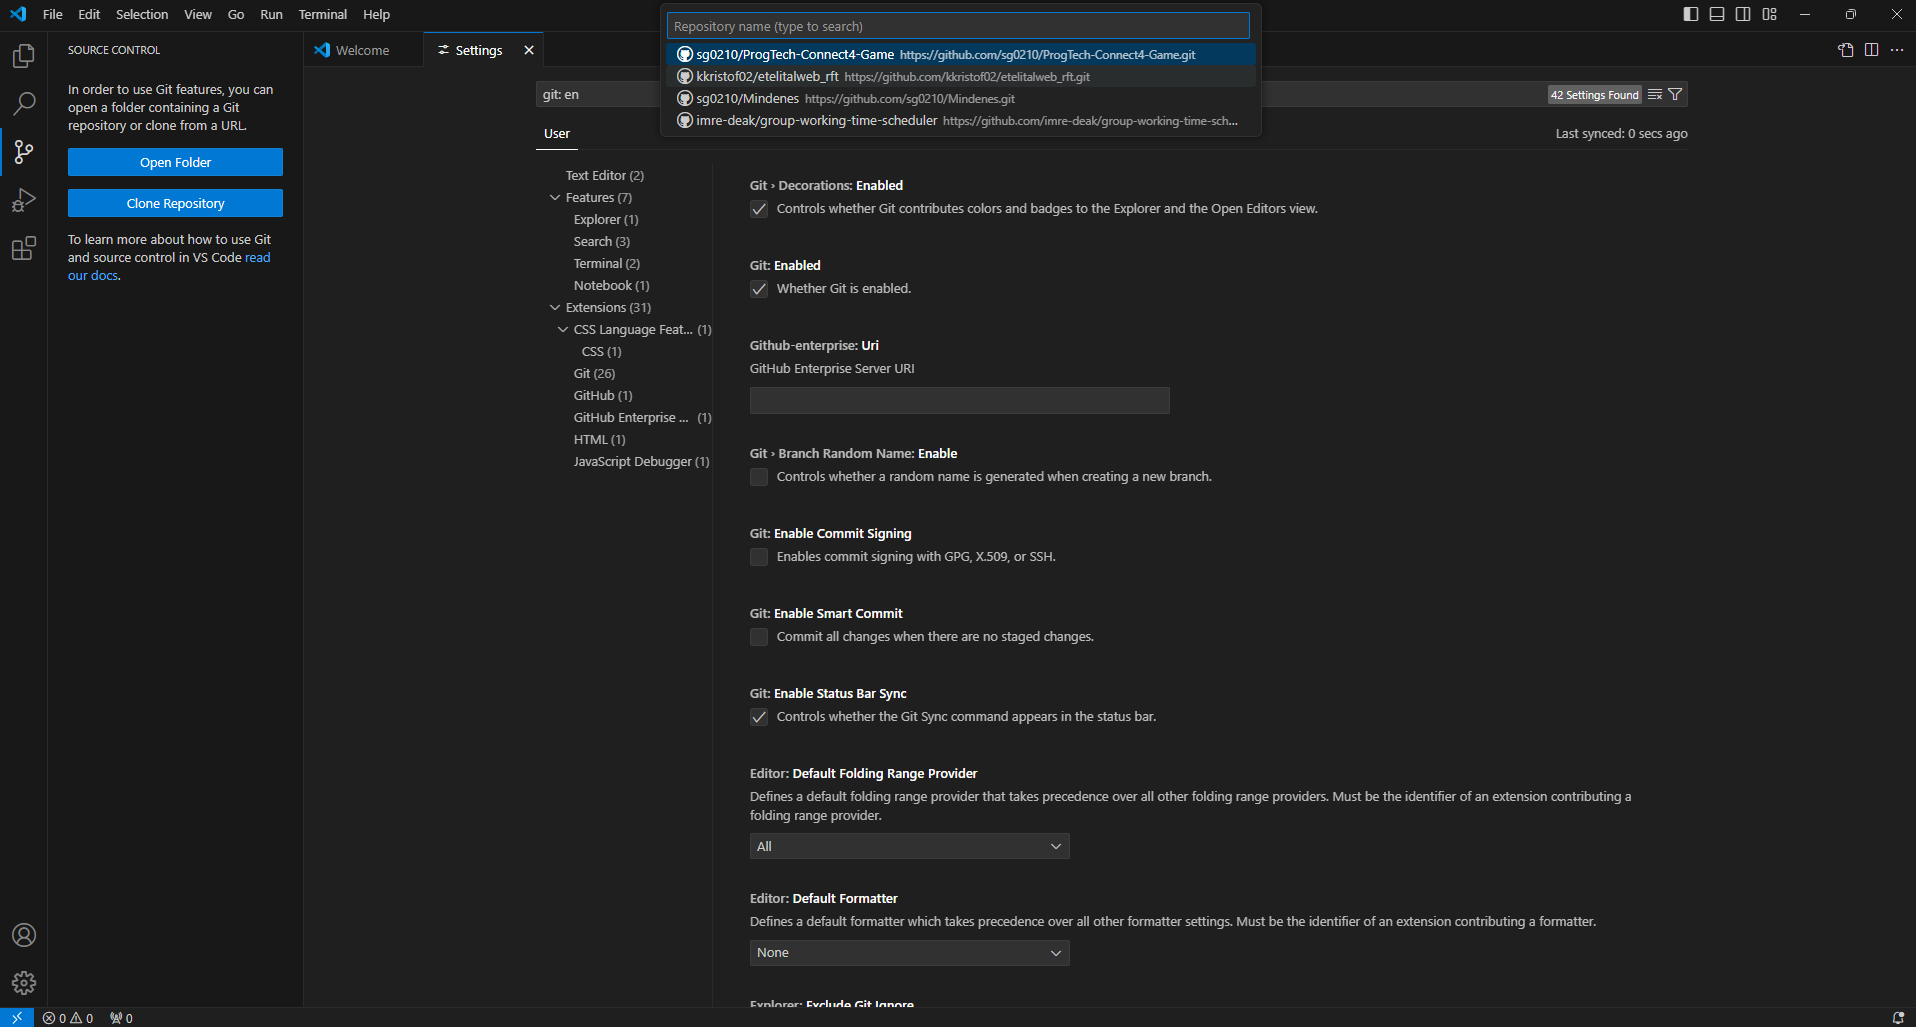 File Edit Selection View Go Run Terminal Help
Repository name (type to search)
sg0210/ProgTech-Connect4-Game https://github.com/sg0210/ProgTech-Connect4-Game.git
kkristof02/etelitalweb_rft https://github.com/kkristof02/etelitalweb_rft.git
sg0210/Mindenes https://github.com/sg0210/Mindenes.git
imre-deak/group-working-time-scheduler https://github.com/imre-deak/group-working-time-sch...
SOURCE CONTROL
In order to use Git features, you can
open a folder containing a Git
repository or clone from a URL.
Open Folder
Clone Repository
To learn more about how to use Git
and source control in VS Code read
our docs.
Welcome
Settings
git: en
42 Settings Found
User
Last synced: 0 secs ago
Text Editor (2)
Features (7)
Explorer (1)
Search (3)
Terminal (2)
Notebook (1)
Extensions (31)
CSS Language Feat... (1)
CSS (1)
Git (26)
GitHub (1)
GitHub Enterprise ... (1)
HTML (1)
JavaScript Debugger (1)
Git › Decorations: Enabled
Controls whether Git contributes colors and badges to the Explorer and the Open Editors view.
Git: Enabled
Whether Git is enabled.
Github-enterprise: Uri
GitHub Enterprise Server URI
Git › Branch Random Name: Enable
Controls whether a random name is generated when creating a new branch.
Git: Enable Commit Signing
Enables commit signing with GPG, X.509, or SSH.
Git: Enable Smart Commit
Commit all changes when there are no staged changes.
Git: Enable Status Bar Sync
Controls whether the Git Sync command appears in the status bar.
Editor: Default Folding Range Provider
Defines a default folding range provider that takes precedence over all other folding range providers. Must be the identifier of an extension contributing a
folding range provider.
All
Editor: Default Formatter
Defines a default formatter which takes precedence over all other formatter settings. Must be the identifier of an extension contributing a formatter.
None
Explorer: Exclude Git Ignore
0 0 0